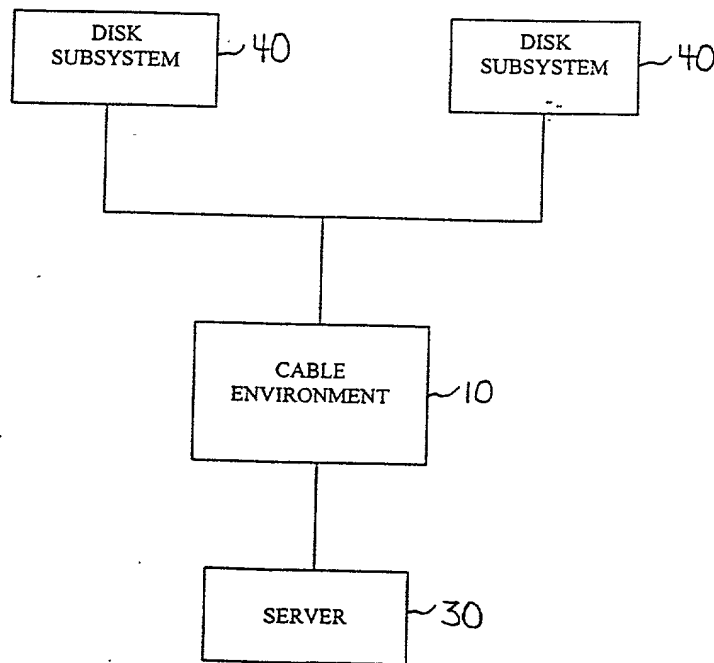 DISK
SUBSYSTEM
40
DISK
SUBSYSTEM
40
CABLE
ENVIRONMENT
10
SERVER
30